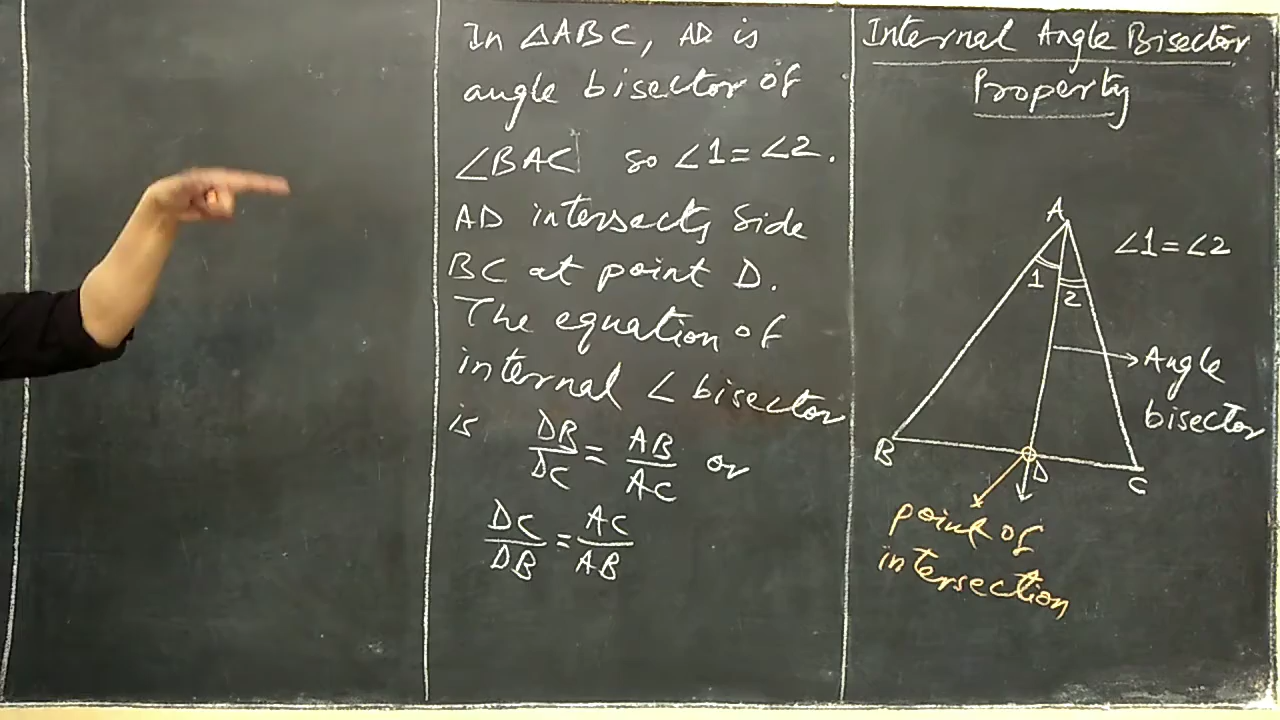 In △ABC, AD is
angle bisector of
∠BAC so ∠1=∠2.
AD intersects side
BC at point D.
The equation of
internal ∠ bisector
is DB/DC = AB/AC or
DC/DB = AC/AB
Internal Angle Bisector
Property
A
∠1=∠2
1
2
Angle
bisector
B
D
C
point of
intersection